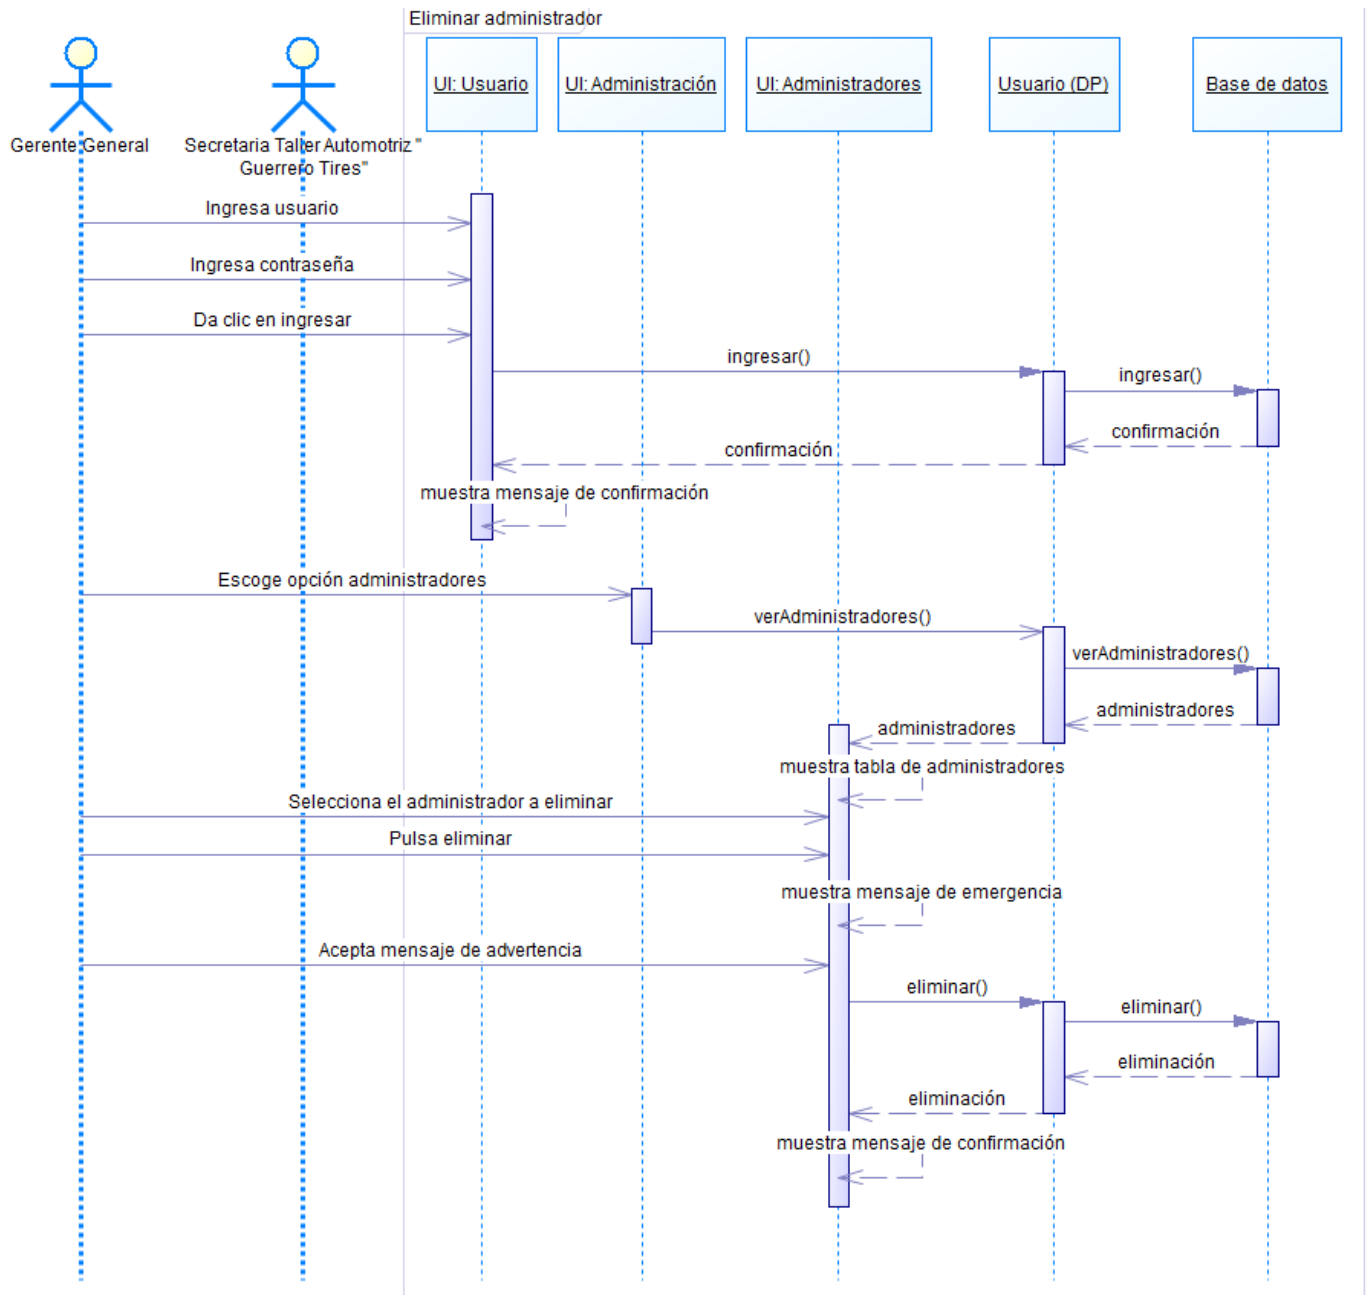 Eliminar administrador
UI: Usuario
UI: Administración
UI: Administradores
Usuario (DP)
Base de datos
Gerente General
Secretaria Taller Automotriz "
Guerrero Tires"
Ingresa usuario
Ingresa contraseña
Da clic en ingresar
ingresar()
ingresar()
confirmación
confirmación
muestra mensaje de confirmación
Escoge opción administradores
verAdministradores()
verAdministradores()
administradores
administradores
muestra tabla de administradores
Selecciona el administrador a eliminar
Pulsa eliminar
muestra mensaje de emergencia
Acepta mensaje de advertencia
eliminar()
eliminar()
eliminación
eliminación
muestra mensaje de confirmación